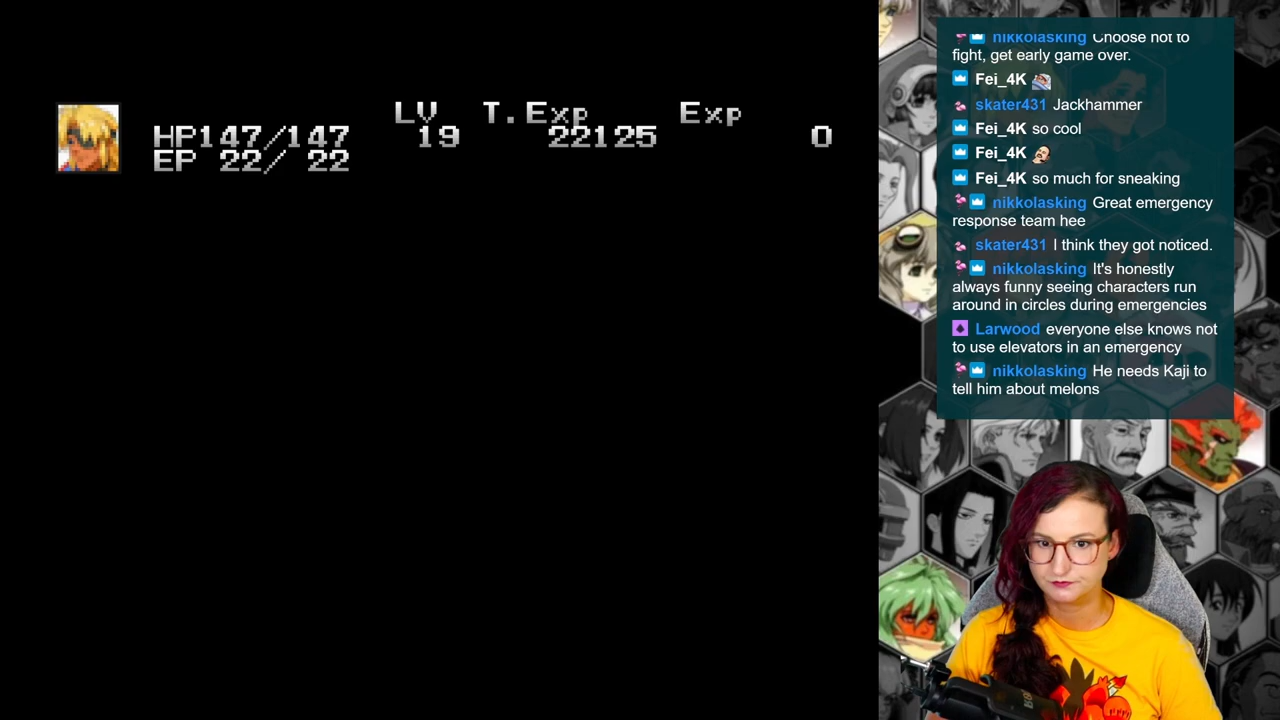 LV T.Exp Exp
HP147/147 19 22125 0
EP 22/ 22
nikkolasking Choose not to
fight, get early game over.
Fei_4K
skater431 Jackhammer
Fei_4K so cool
Fei_4K
Fei_4K so much for sneaking
nikkolasking Great emergency
response team hee
skater431 I think they got noticed.
nikkolasking It's honestly
always funny seeing characters run
around in circles during emergencies
Larwood everyone else knows not
to use elevators in an emergency
nikkolasking He needs Kaji to
tell him about melons